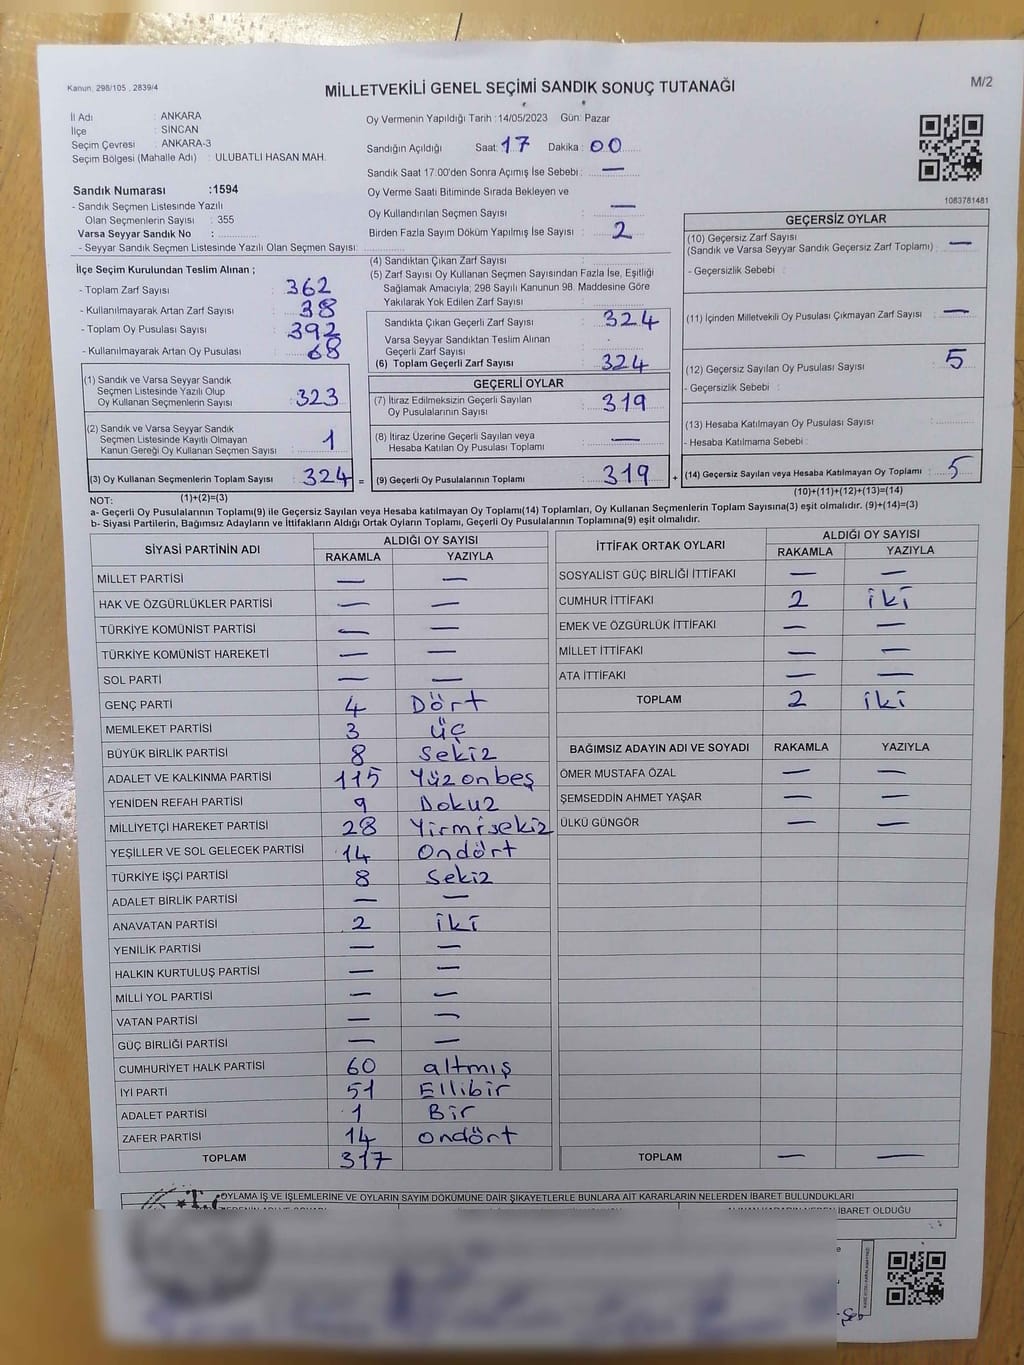 Kanun. 298/105 , 2839/4
MİLLETVEKİLİ GENEL SEÇİMİ SANDIK SONUÇ TUTANAĞI
M/2
İl Adı : ANKARA
İlçe : SİNCAN
Seçim Çevresi : ANKARA-3
Seçim Bölgesi (Mahalle Adı) : ULUBATLI HASAN MAH.
Sandık Numarası :1594
- Sandık Seçmen Listesinde Yazılı
Olan Seçmenlerin Sayısı : 355
Varsa Seyyar Sandık No :
- Seyyar Sandık Seçmen Listesinde Yazılı Olan Seçmen Sayısı:
Oy Vermenin Yapıldığı Tarih :14/05/2023 Gün: Pazar
Sandığın Açıldığı Saat: 17 Dakika : 00
Sandık Saat 17.00'den Sonra Açımış İse Sebebi : —
Oy Verme Saati Bitiminde Sırada Bekleyen ve
Oy Kullandırılan Seçmen Sayısı : —
Birden Fazla Sayım Döküm Yapılmış İse Sayısı : 2
1083781481
İlçe Seçim Kurulundan Teslim Alınan ;
- Toplam Zarf Sayısı : 362
- Kullanılmayarak Artan Zarf Sayısı : 38
- Toplam Oy Pusulası Sayısı : 392
- Kullanılmayarak Artan Oy Pusulası : 68
(1) Sandık ve Varsa Seyyar Sandık
Seçmen Listesinde Yazılı Olup
Oy Kullanan Seçmenlerin Sayısı : 323
(2) Sandık ve Varsa Seyyar Sandık
Seçmen Listesinde Kayıtlı Olmayan
Kanun Gereği Oy Kullanan Seçmen Sayısı : 1
(3) Oy Kullanan Seçmenlerin Toplam Sayısı : 324 =
(4) Sandıktan Çıkan Zarf Sayısı :
(5) Zarf Sayısı Oy Kullanan Seçmen Sayısından Fazla İse, Eşitliği
Sağlamak Amacıyla; 298 Sayılı Kanunun 98. Maddesine Göre
Yakılarak Yok Edilen Zarf Sayısı :
Sandıkta Çıkan Geçerli Zarf Sayısı : 324
Varsa Seyyar Sandıktan Teslim Alınan
Geçerli Zarf Sayısı :
(6) Toplam Geçerli Zarf Sayısı : 324
GEÇERLİ OYLAR
(7) İtiraz Edilmeksizin Geçerli Sayılan
Oy Pusulalarının Sayısı : 319
(8) İtiraz Üzerine Geçerli Sayılan veya
Hesaba Katılan Oy Pusulası Toplamı : —
(9) Geçerli Oy Pusulalarının Toplamı : 319 +
GEÇERSİZ OYLAR
(10) Geçersiz Zarf Sayısı
(Sandık ve Varsa Seyyar Sandık Geçersiz Zarf Toplamı) : —
- Geçersizlik Sebebi :
(11) İçinden Milletvekili Oy Pusulası Çıkmayan Zarf Sayısı : —
(12) Geçersiz Sayılan Oy Pusulası Sayısı : 5
- Geçersizlik Sebebi :
(13) Hesaba Katılmayan Oy Pusulası Sayısı :
- Hesaba Katılmama Sebebi :
(14) Geçersiz Sayılan veya Hesaba Katılmayan Oy Toplamı : 5
NOT: (1)+(2)=(3) (10)+(11)+(12)+(13)=(14)
a- Geçerli Oy Pusulalarının Toplamı(9) ile Geçersiz Sayılan veya Hesaba katılmayan Oy Toplamı(14) Toplamları, Oy Kullanan Seçmenlerin Toplam Sayısına(3) eşit olmalıdır. (9)+(14)=(3)
b- Siyasi Partilerin, Bağımsız Adayların ve İttifakların Aldığı Ortak Oyların Toplamı, Geçerli Oy Pusulalarının Toplamına(9) eşit olmalıdır.
SİYASİ PARTİNİN ADI ALDIĞI OY SAYISI
RAKAMLA YAZIYLA
MİLLET PARTİSİ — —
HAK VE ÖZGÜRLÜKLER PARTİSİ — —
TÜRKİYE KOMÜNİST PARTİSİ — —
TÜRKİYE KOMÜNİST HAREKETİ — —
SOL PARTİ — —
GENÇ PARTİ 4 Dört
MEMLEKET PARTİSİ 3 üç
BÜYÜK BİRLİK PARTİSİ 8 Sekiz
ADALET VE KALKINMA PARTİSİ 115 Yüzonbeş
YENİDEN REFAH PARTİSİ 9 Dokuz
MİLLİYETÇİ HAREKET PARTİSİ 28 Yirmisekiz
YEŞİLLER VE SOL GELECEK PARTİSİ 14 Ondört
TÜRKİYE İŞÇİ PARTİSİ 8 Sekiz
ADALET BİRLİK PARTİSİ — —
ANAVATAN PARTİSİ 2 iki
YENİLİK PARTİSİ — —
HALKIN KURTULUŞ PARTİSİ — —
MİLLİ YOL PARTİSİ — —
VATAN PARTİSİ — —
GÜÇ BİRLİĞİ PARTİSİ — —
CUMHURİYET HALK PARTİSİ 60 altmış
İYİ PARTİ 51 Ellibir
ADALET PARTİSİ 1 Bir
ZAFER PARTİSİ 14 ondört
TOPLAM 317
İTTİFAK ORTAK OYLARI ALDIĞI OY SAYISI
RAKAMLA YAZIYLA
SOSYALİST GÜÇ BİRLİĞİ İTTİFAKI — —
CUMHUR İTTİFAKI 2 iki
EMEK VE ÖZGÜRLÜK İTTİFAKI — —
MİLLET İTTİFAKI — —
ATA İTTİFAKI — —
TOPLAM 2 iki
BAĞIMSIZ ADAYIN ADI VE SOYADI RAKAMLA YAZIYLA
ÖMER MUSTAFA ÖZAL — —
ŞEMSEDDİN AHMET YAŞAR — —
ÜLKÜ GÜNGÖR — —
TOPLAM — —
OYLAMA İŞ VE İŞLEMLERİNE VE OYLARIN SAYIM DÖKÜMÜNE DAİR ŞİKAYETLERLE BUNLARA AİT KARARLARIN NELERDEN İBARET BULUNDUKLARI
İBARET OLDUĞU